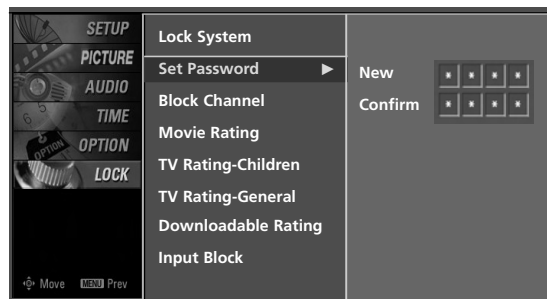 SETUP
PICTURE
AUDIO
TIME
OPTION
LOCK
Move MENU Prev
Lock System
Set Password ▶
Block Channel
Movie Rating
TV Rating-Children
TV Rating-General
Downloadable Rating
Input Block
New * * * *
Confirm * * * *